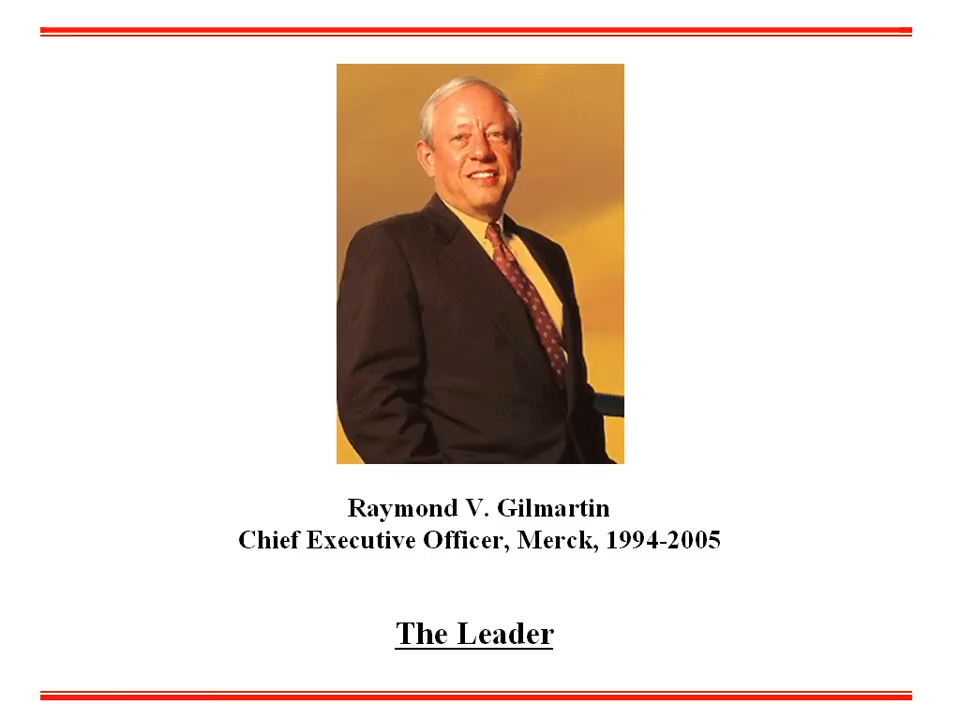 Raymond V. Gilmartin
Chief Executive Officer, Merck, 1994-2005
The Leader